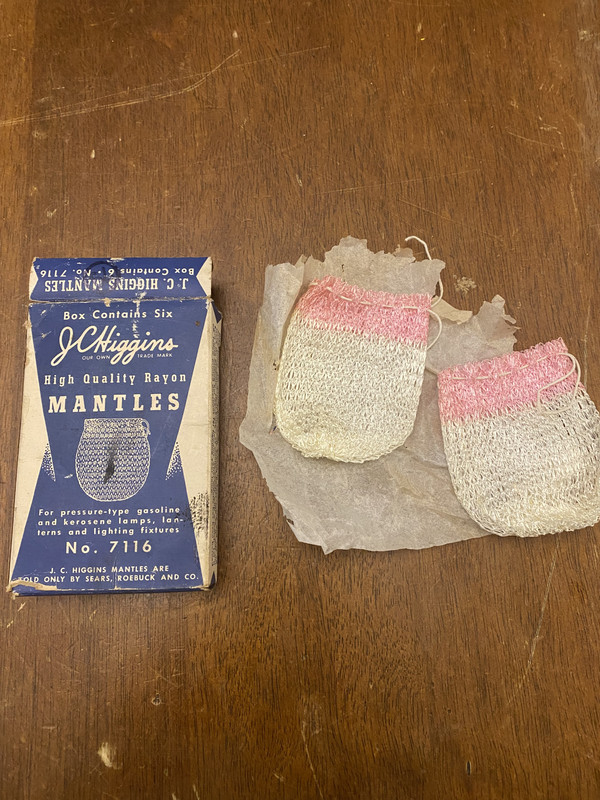 J. C. HIGGINS MANTLES
Box Contains 6 • No. 7116
Box Contains Six
J.C.Higgins
OUR OWN TRADE MARK
High Quality Rayon
MANTLES
For pressure-type gasoline
and kerosene lamps, lan-
terns and lighting fixtures
No. 7116
J. C. HIGGINS MANTLES ARE
SOLD ONLY BY SEARS, ROEBUCK AND CO.